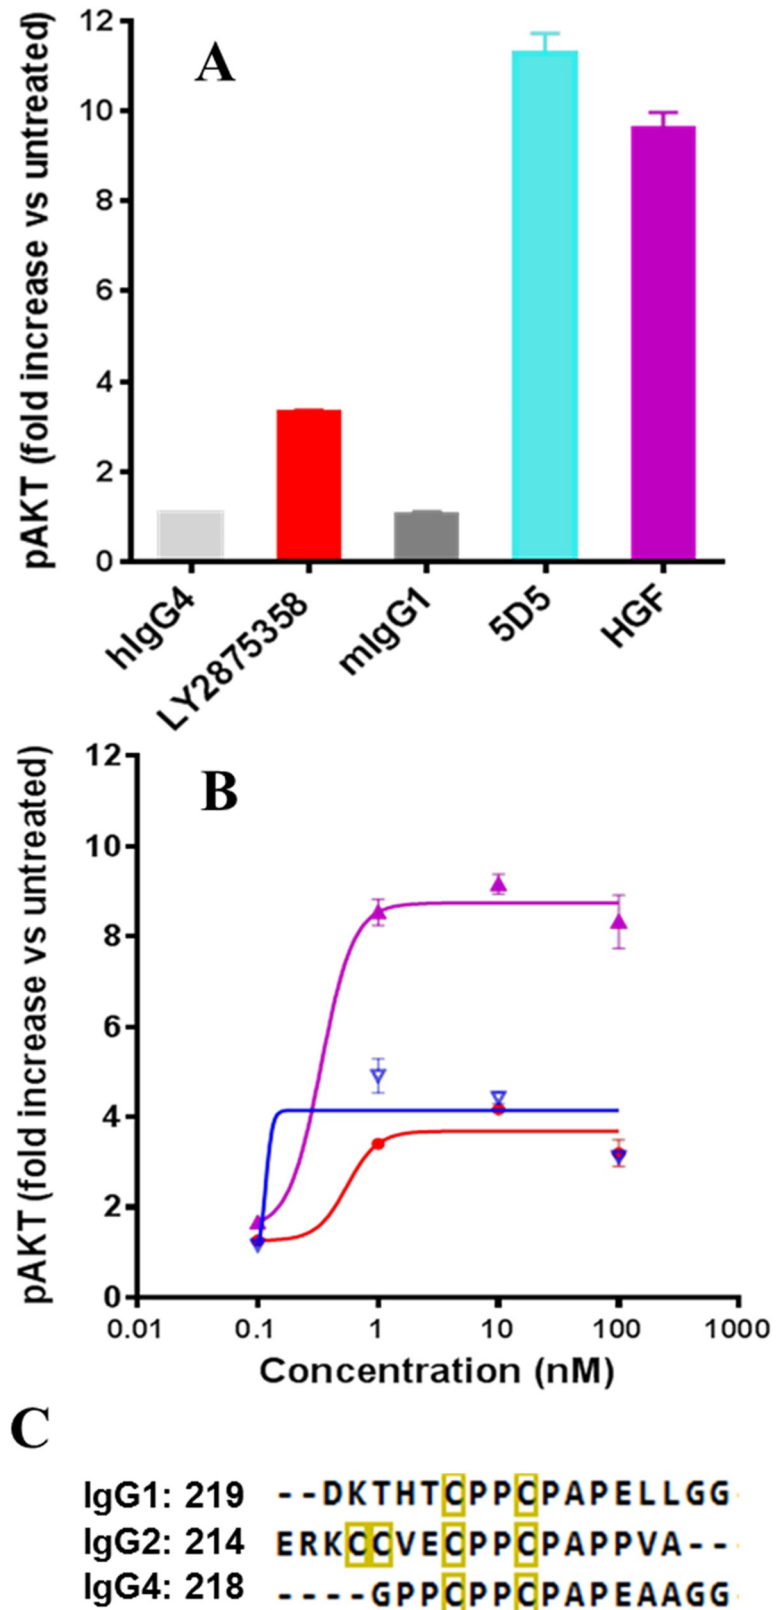 A
pAKT (fold increase vs untreated)
12
10
8
6
4
2
0
hIgG4
LY2875358
mIgG1
5D5
HGF
B
pAKT (fold increase vs untreated)
12
10
8
6
4
2
0
0.01
0.1
1
10
100
1000
Concentration (nM)
C
IgG1: 219 --DKTHTCPPCPAPELLGG
IgG2: 214 ERKCCVECPPCPAPPVA--
IgG4: 218 ----GPPCPPCPAPEAAGG